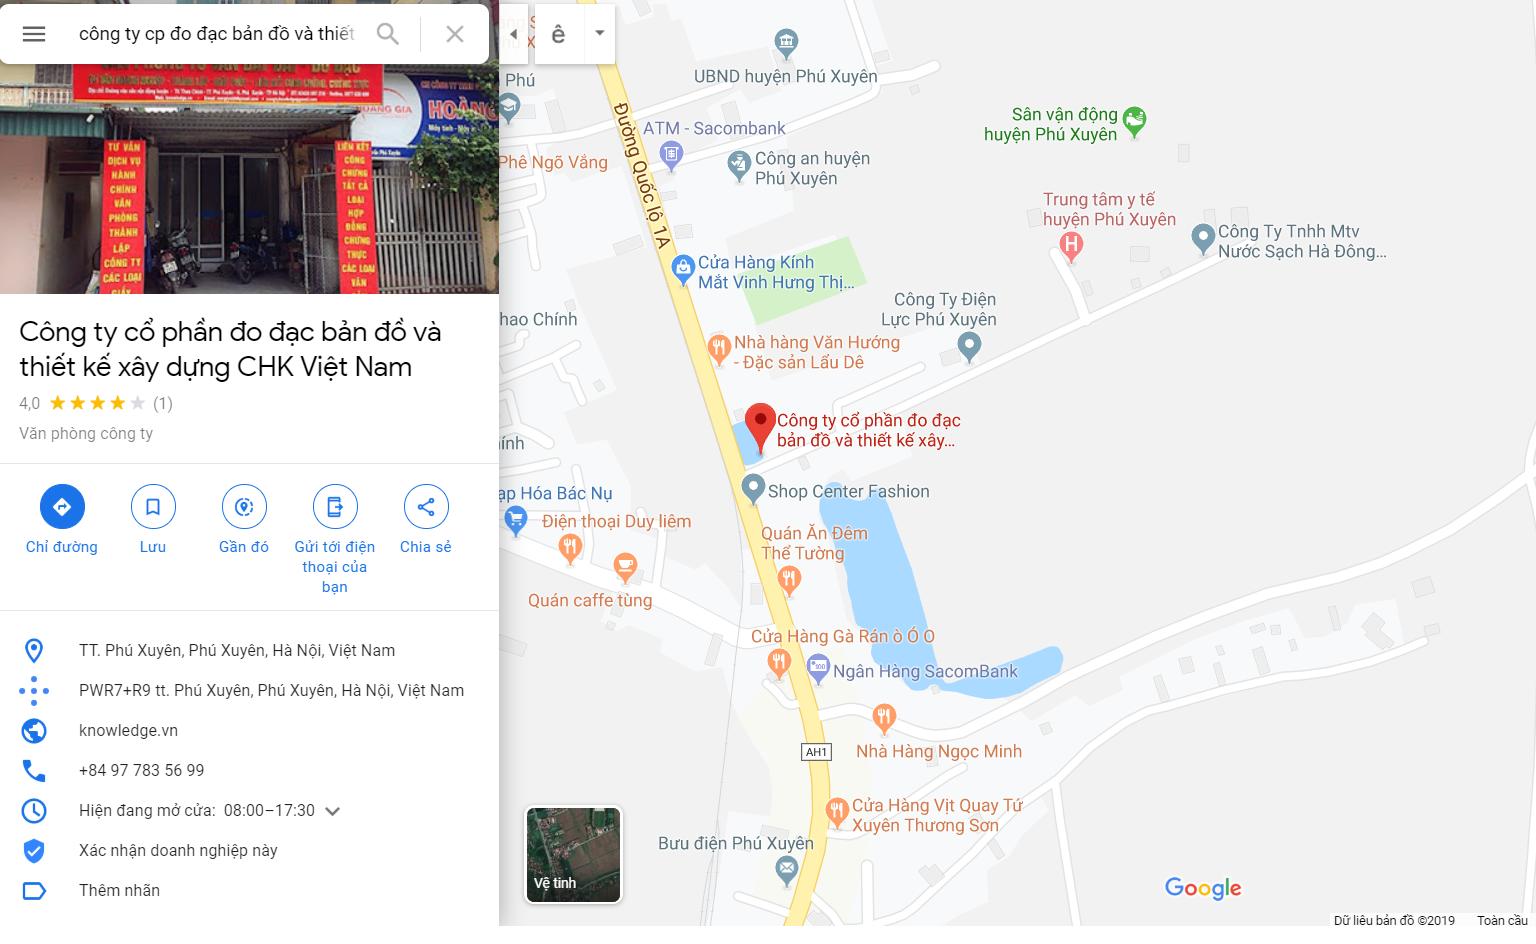 công ty cp đo đạc bản đồ và thiết
ê
TƯ VẤN
DỊCH VỤ
HÀNH
CHÍNH
VĂN
PHÒNG
THÀNH
LẬP
CÔNG TY
CÁC LOẠI
GIẤY
LIÊN KẾT
CÔNG
CHỨNG
TẤT CẢ
LOẠI
HỢP
ĐỒNG
CHỨNG
THỰC
CÁC LOẠI
VĂN
HOÀNG GIA
HOÀNG
Công ty cổ phần đo đạc bản đồ và
thiết kế xây dựng CHK Việt Nam
4,0 (1)
Văn phòng công ty
Chỉ đường
Lưu
Gần đó
Gửi tới điện
thoại của
bạn
Chia sẻ
TT. Phú Xuyên, Phú Xuyên, Hà Nội, Việt Nam
PWR7+R9 tt. Phú Xuyên, Phú Xuyên, Hà Nội, Việt Nam
knowledge.vn
+84 97 783 56 99
Hiện đang mở cửa: 08:00–17:30
Xác nhận doanh nghiệp này
Thêm nhãn
UBND huyện Phú Xuyên
Phú
Đường Quốc lộ 1A
ATM - Sacombank
Sân vận động
huyện Phú Xuyên
Phê Ngõ Vắng
Công an huyện
Phú Xuyên
Trung tâm y tế
huyện Phú Xuyên
Công Ty Tnhh Mtv
Nước Sạch Hà Đông...
Cửa Hàng Kính
Mắt Vinh Hưng Thị...
Công Ty Điện
Lực Phú Xuyên
hao Chính
Nhà hàng Văn Hướng
- Đặc sản Lẩu Dê
Công ty cổ phần đo đạc
bản đồ và thiết kế xây...
ính
Shop Center Fashion
ạp Hóa Bác Nụ
Điện thoại Duy liêm
Quán Ăn Đêm
Thể Tường
Quán caffe tùng
Cửa Hàng Gà Rán ò Ó O
Ngân Hàng SacomBank
AH1
Nhà Hàng Ngọc Minh
Cửa Hàng Vịt Quay Tứ
Xuyên Thương Sơn
Bưu điện Phú Xuyên
Vệ tinh
Google
Dữ liệu bản đồ ©2019 Toàn cầu